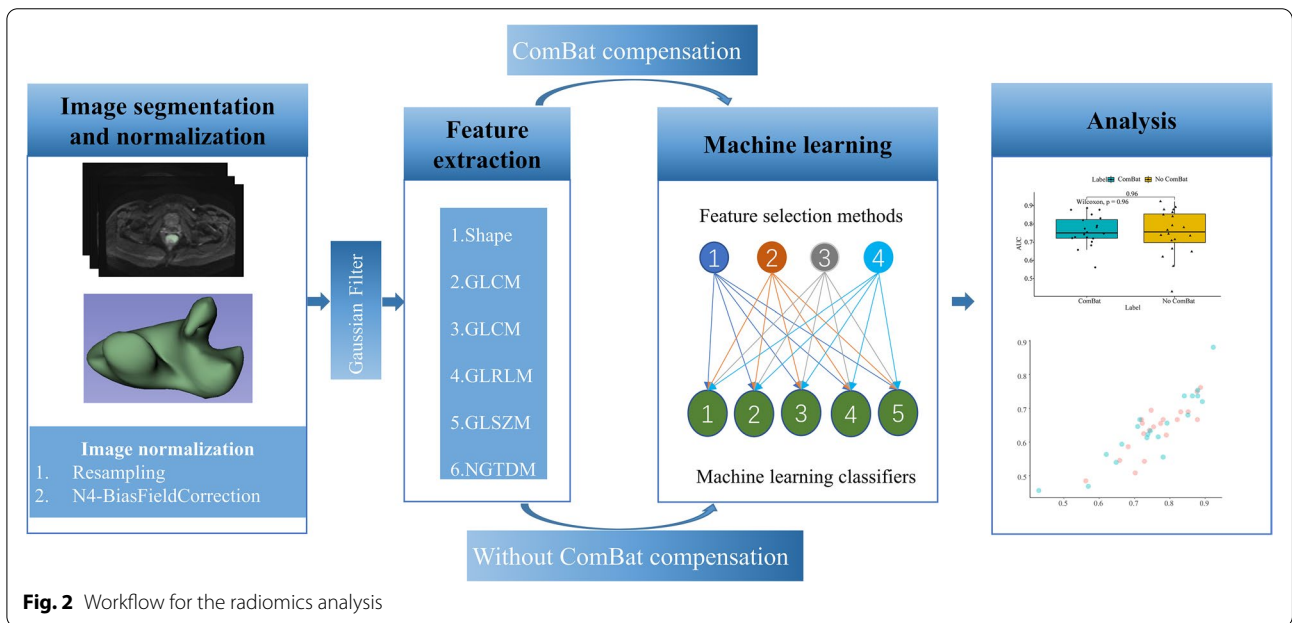 ComBat compensation
Image segmentation
and normalization
Image normalization
1. Resampling
2. N4-BiasFieldCorrection
Gaussian Filter
Feature
extraction
1.Shape
2.GLCM
3.GLCM
4.GLRLM
5.GLSZM
6.NGTDM
Without ComBat compensation
Machine learning
Feature selection methods
1 2 3 4
1 2 3 4 5
Machine learning classifiers
Analysis
Label ComBat No ComBat
0.96
Wilcoxon, p = 0.96
0.9
0.8
0.7
0.6
0.5
AUC
ComBat No ComBat
Label
0.9
0.8
0.7
0.6
0.5
0.5 0.6 0.7 0.8 0.9
Fig. 2 Workflow for the radiomics analysis